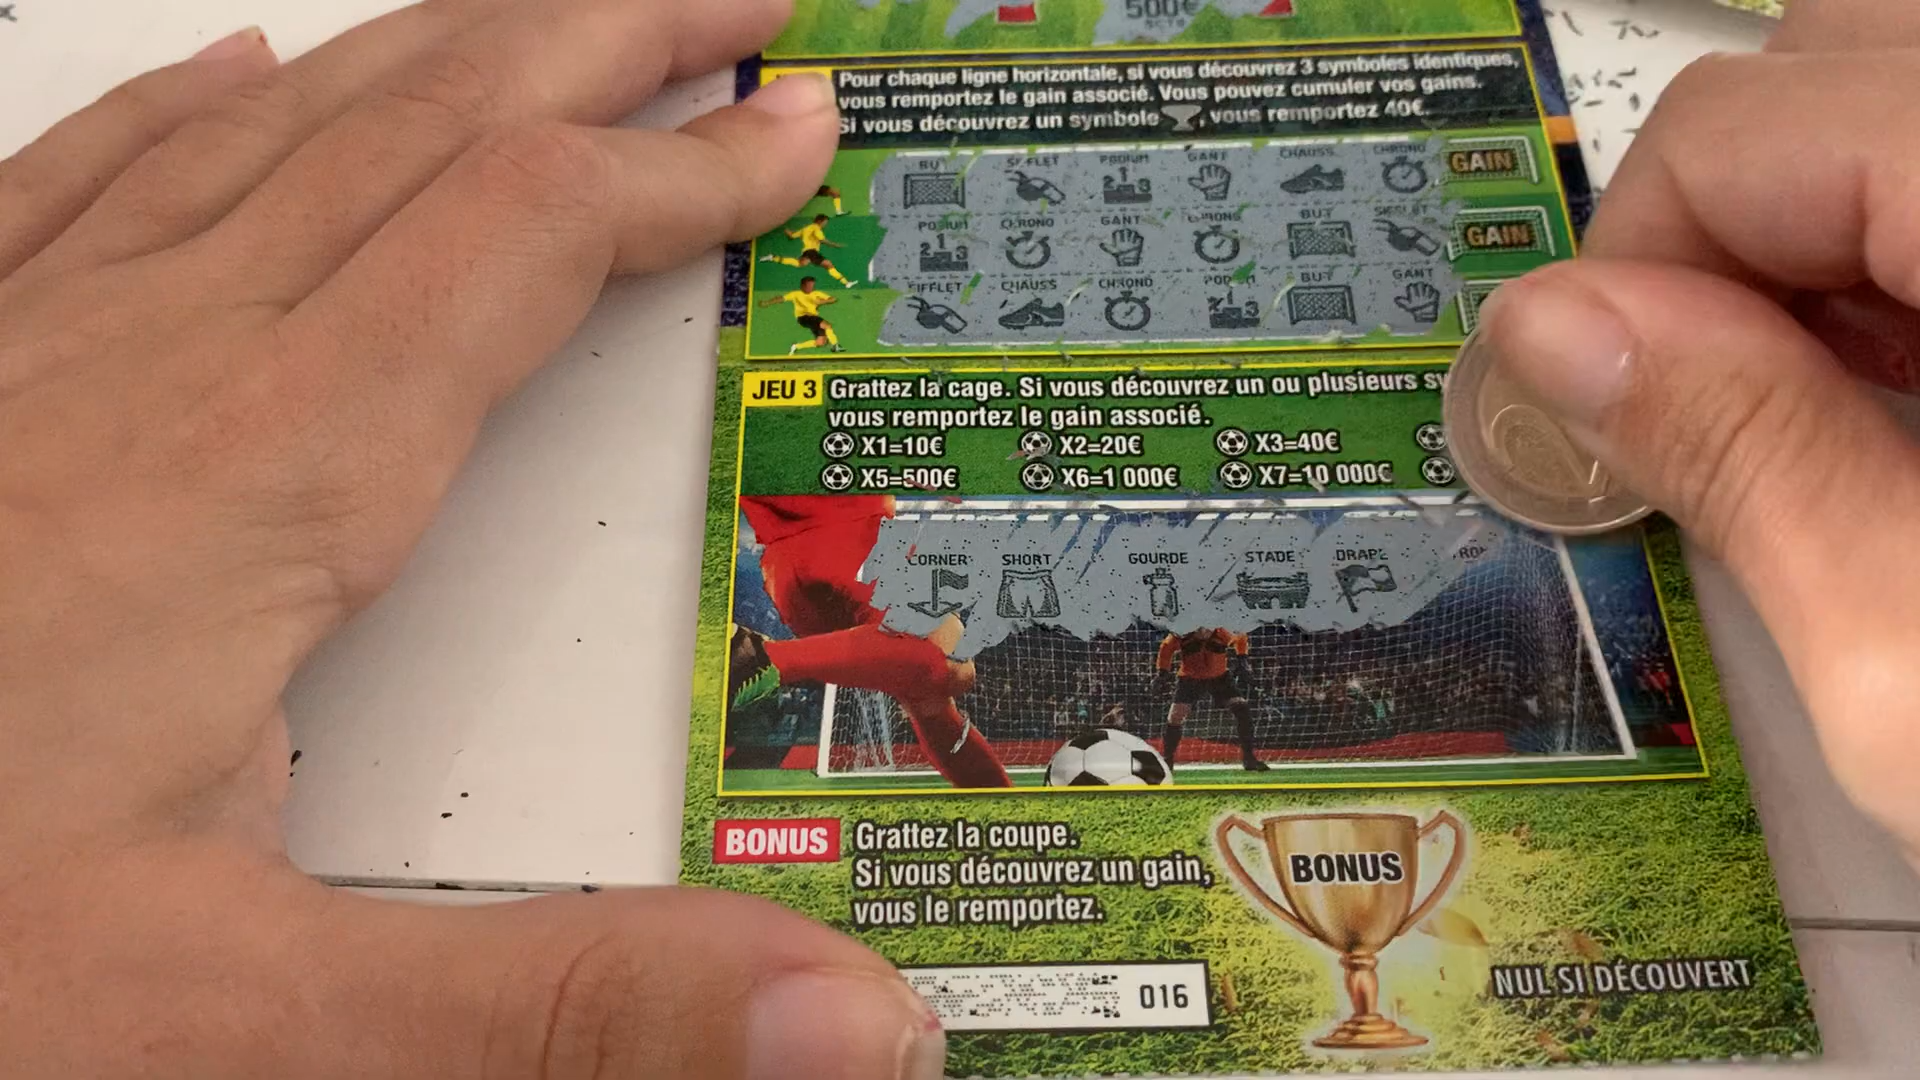 500€
Pour chaque ligne horizontale, si vous découvrez 3 symboles identiques,
vous remportez le gain associé. Vous pouvez cumuler vos gains.
Si vous découvrez un symbole , vous remportez 40€.
BUT SIFFLET PODIUM GANT CHAUSS CHRONO GAIN
PODIUM CHRONO GANT CHRONO BUT SIFFLET GAIN
SIFFLET CHAUSS CHRONO PODIUM BUT GANT
JEU 3 Grattez la cage. Si vous découvrez un ou plusieurs
vous remportez le gain associé.
X1=10€ X2=20€ X3=40€
X5=500€ X6=1 000€ X7=10 000€
CORNER SHORT GOURDE STADE DRAPE
BONUS Grattez la coupe.
Si vous découvrez un gain,
vous le remportez.
BONUS
016
NUL SI DÉCOUVERT